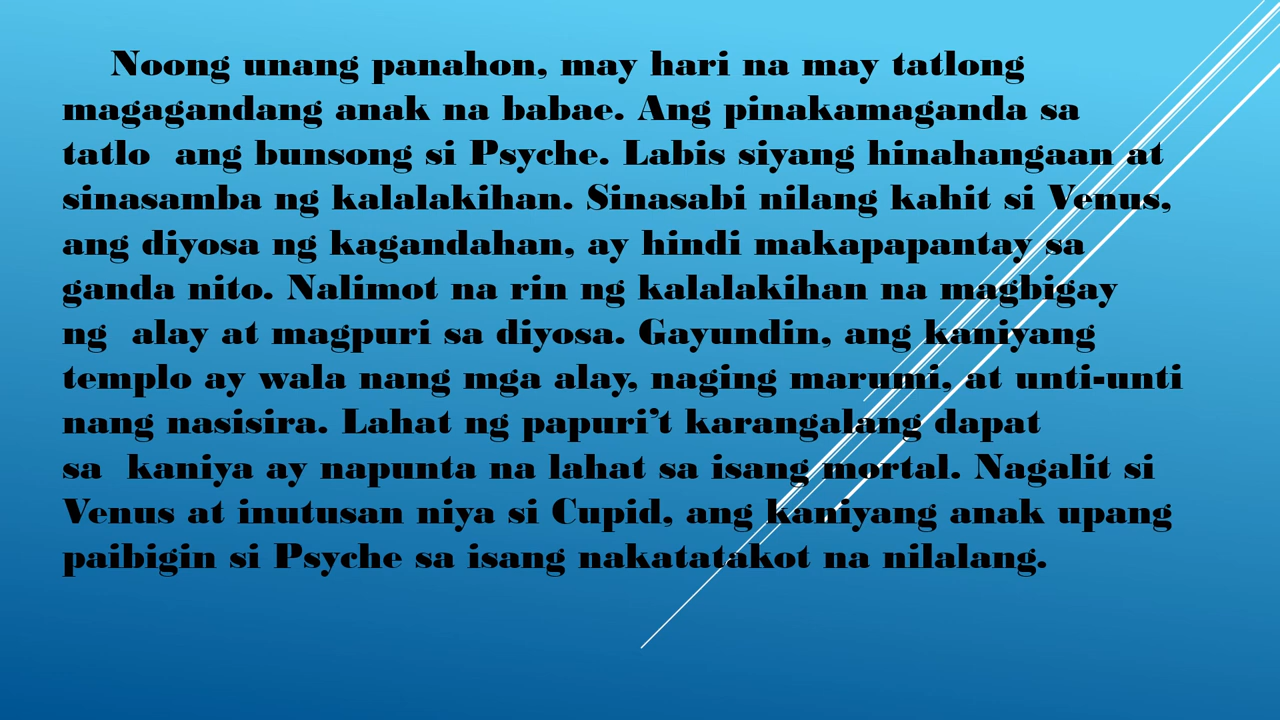 Noong unang panahon, may hari na may tatlong
magagandang anak na babae. Ang pinakamaganda sa
tatlo ang bunsong si Psyche. Labis siyang hinahangaan at
sinasamba ng kalalakihan. Sinasabi nilang kahit si Venus,
ang diyosa ng kagandahan, ay hindi makapapantay sa
ganda nito. Nalimot na rin ng kalalakihan na magbigay
ng alay at magpuri sa diyosa. Gayundin, ang kaniyang
templo ay wala nang mga alay, naging marumi, at unti-unti
nang nasisira. Lahat ng papuri’t karangalang dapat
sa kaniya ay napunta na lahat sa isang mortal. Nagalit si
Venus at inutusan niya si Cupid, ang kaniyang anak upang
paibigin si Psyche sa isang nakatatakot na nilalang.